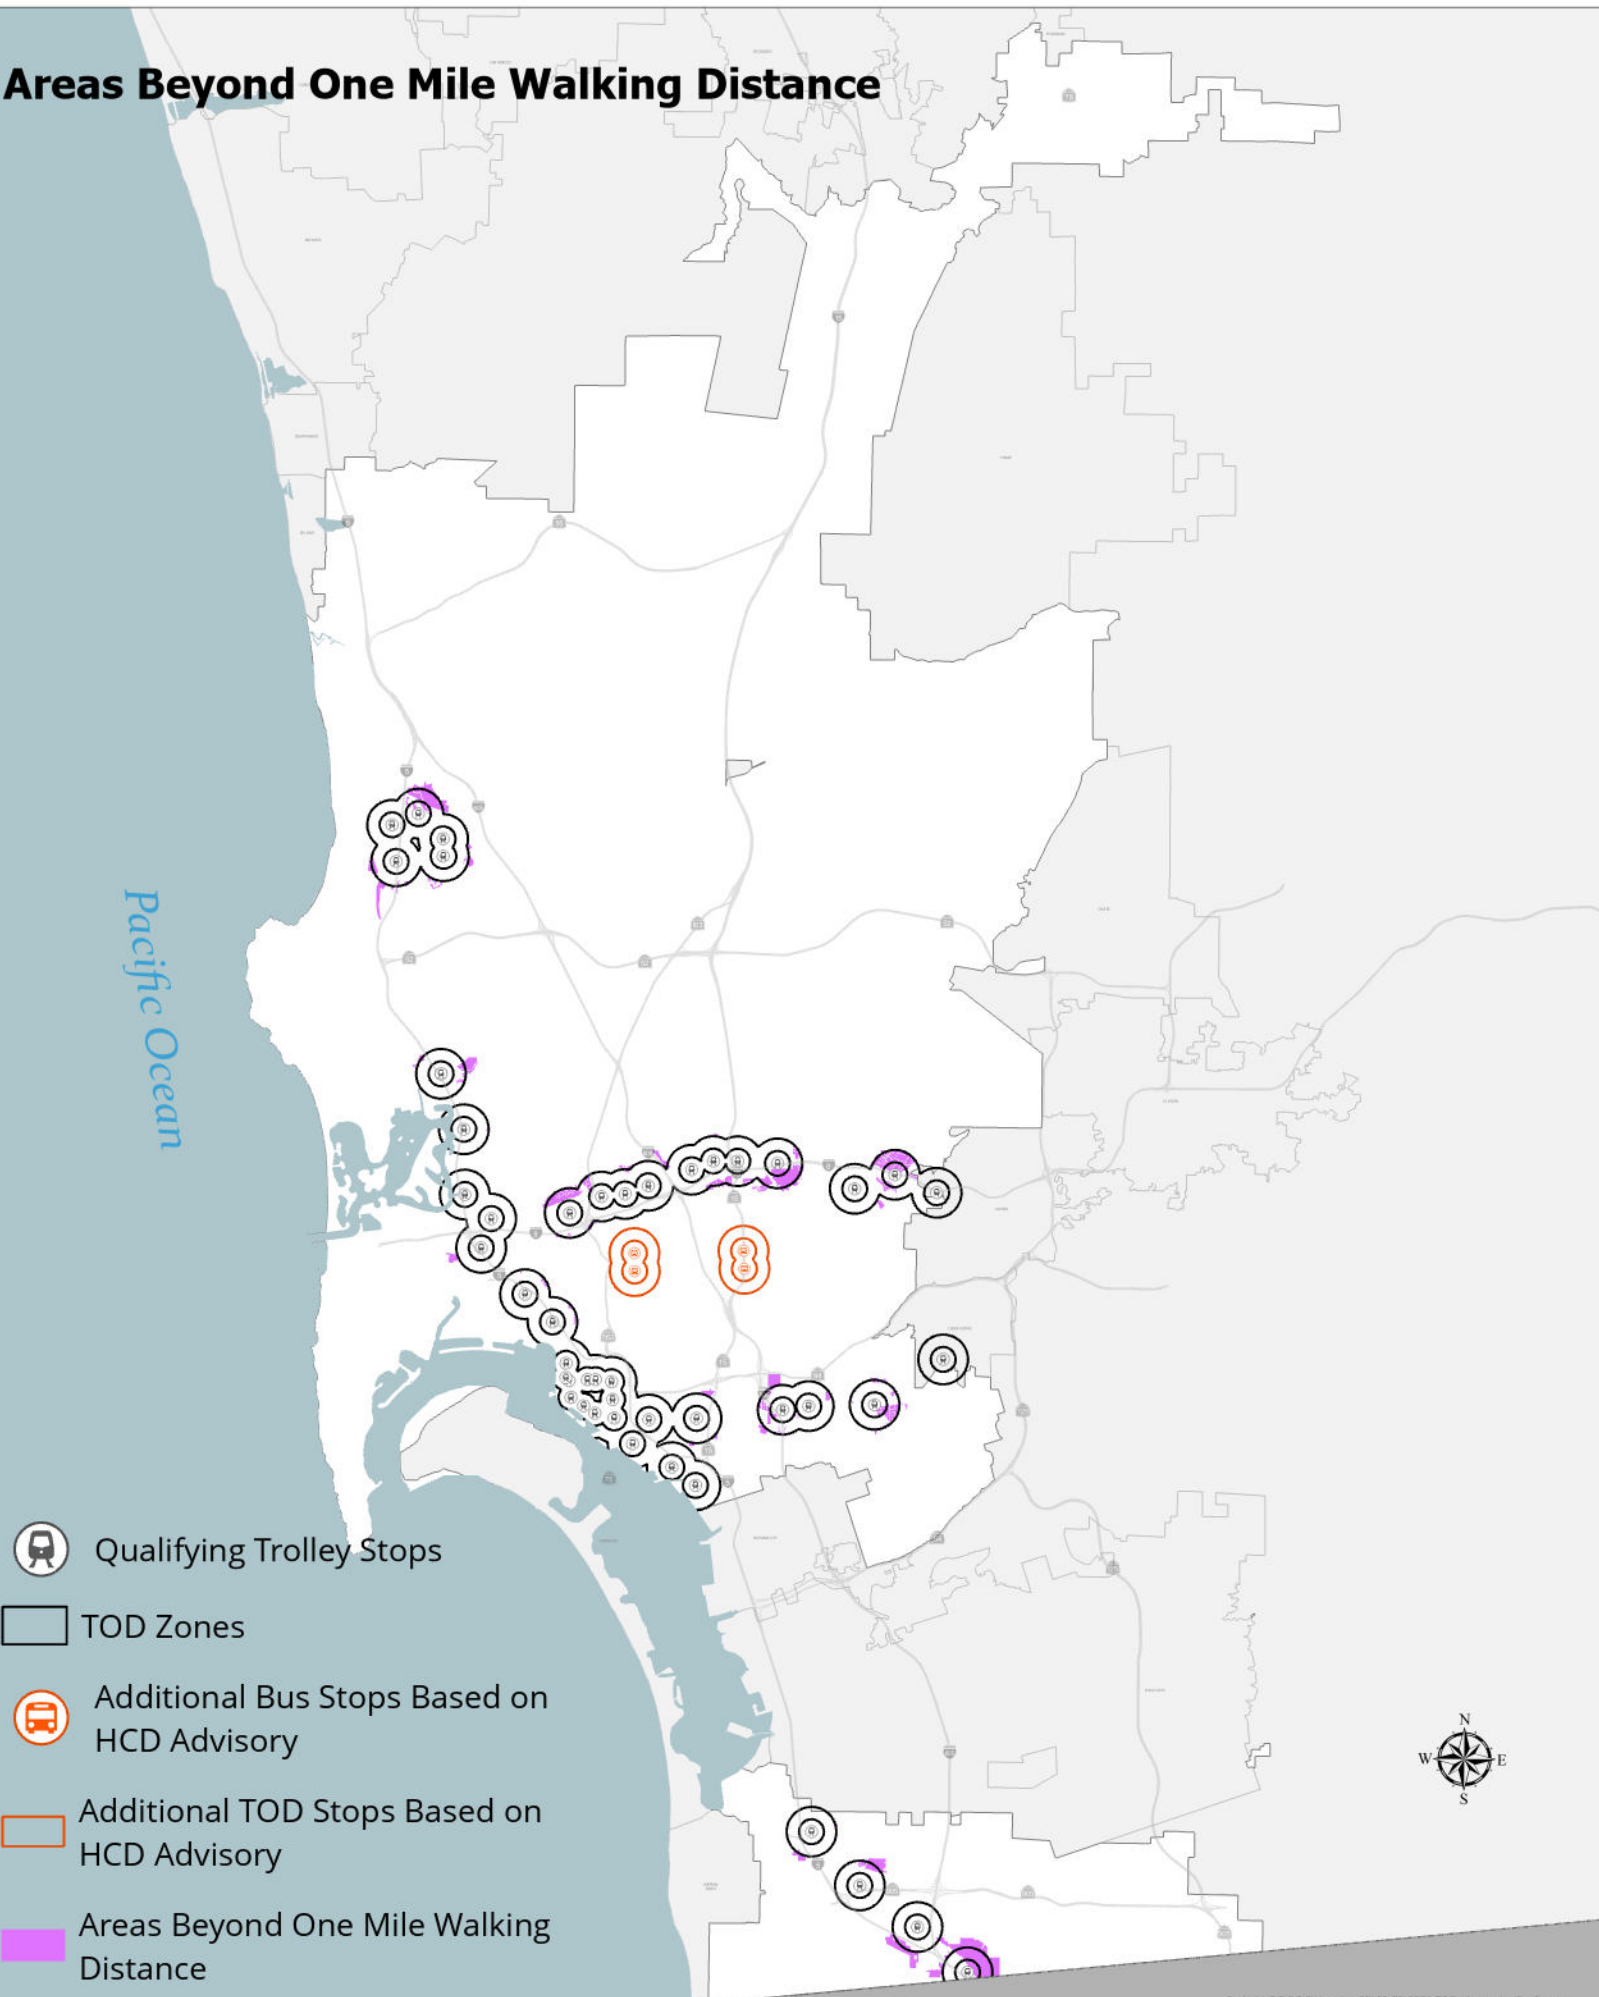 Areas Beyond One Mile Walking Distance
Pacific Ocean
Qualifying Trolley Stops
TOD Zones
Additional Bus Stops Based on
HCD Advisory
Additional TOD Stops Based on
HCD Advisory
Areas Beyond One Mile Walking
Distance
N
W
E
S